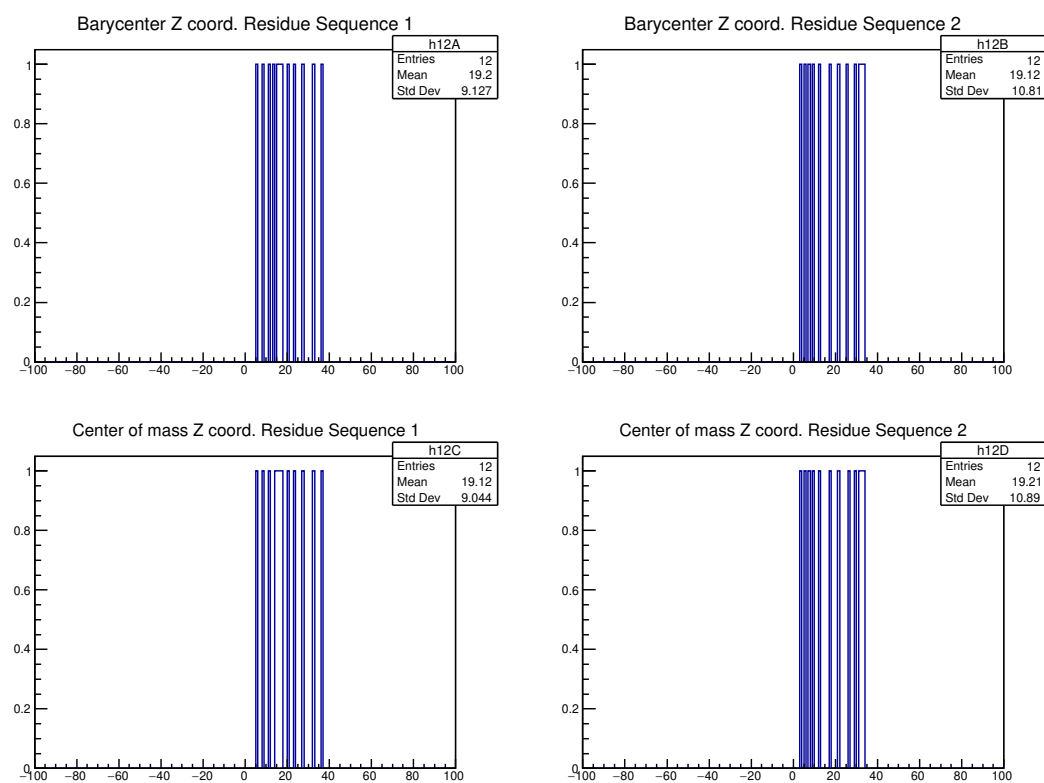 Barycenter Z coord. Residue Sequence 1
h12A
Entries 12
Mean 19.2
Std Dev 9.127
1
0.8
0.6
0.4
0.2
0
−100 −80 −60 −40 −20 0 20 40 60 80 100
Barycenter Z coord. Residue Sequence 2
h12B
Entries 12
Mean 19.12
Std Dev 10.81
1
0.8
0.6
0.4
0.2
0
−100 −80 −60 −40 −20 0 20 40 60 80 100
Center of mass Z coord. Residue Sequence 1
h12C
Entries 12
Mean 19.12
Std Dev 9.044
1
0.8
0.6
0.4
0.2
0
−100 −80 −60 −40 −20 0 20 40 60 80 100
Center of mass Z coord. Residue Sequence 2
h12D
Entries 12
Mean 19.21
Std Dev 10.89
1
0.8
0.6
0.4
0.2
0
−100 −80 −60 −40 −20 0 20 40 60 80 100